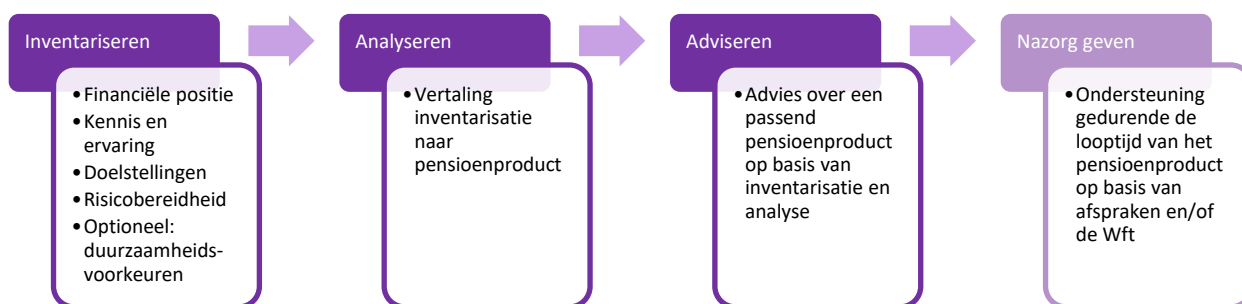 Inventariseren
• Financiële positie
• Kennis en
ervaring
• Doelstellingen
• Risicobereidheid
• Optioneel:
duurzaamheids-
voorkeuren
Analyseren
• Vertaling
inventarisatie
naar
pensioenproduct
Adviseren
• Advies over een
passend
pensioenproduct
op basis van
inventarisatie en
analyse
Nazorg geven
• Ondersteuning
gedurende de
looptijd van het
pensioenproduct
op basis van
afspraken en/of
de Wft